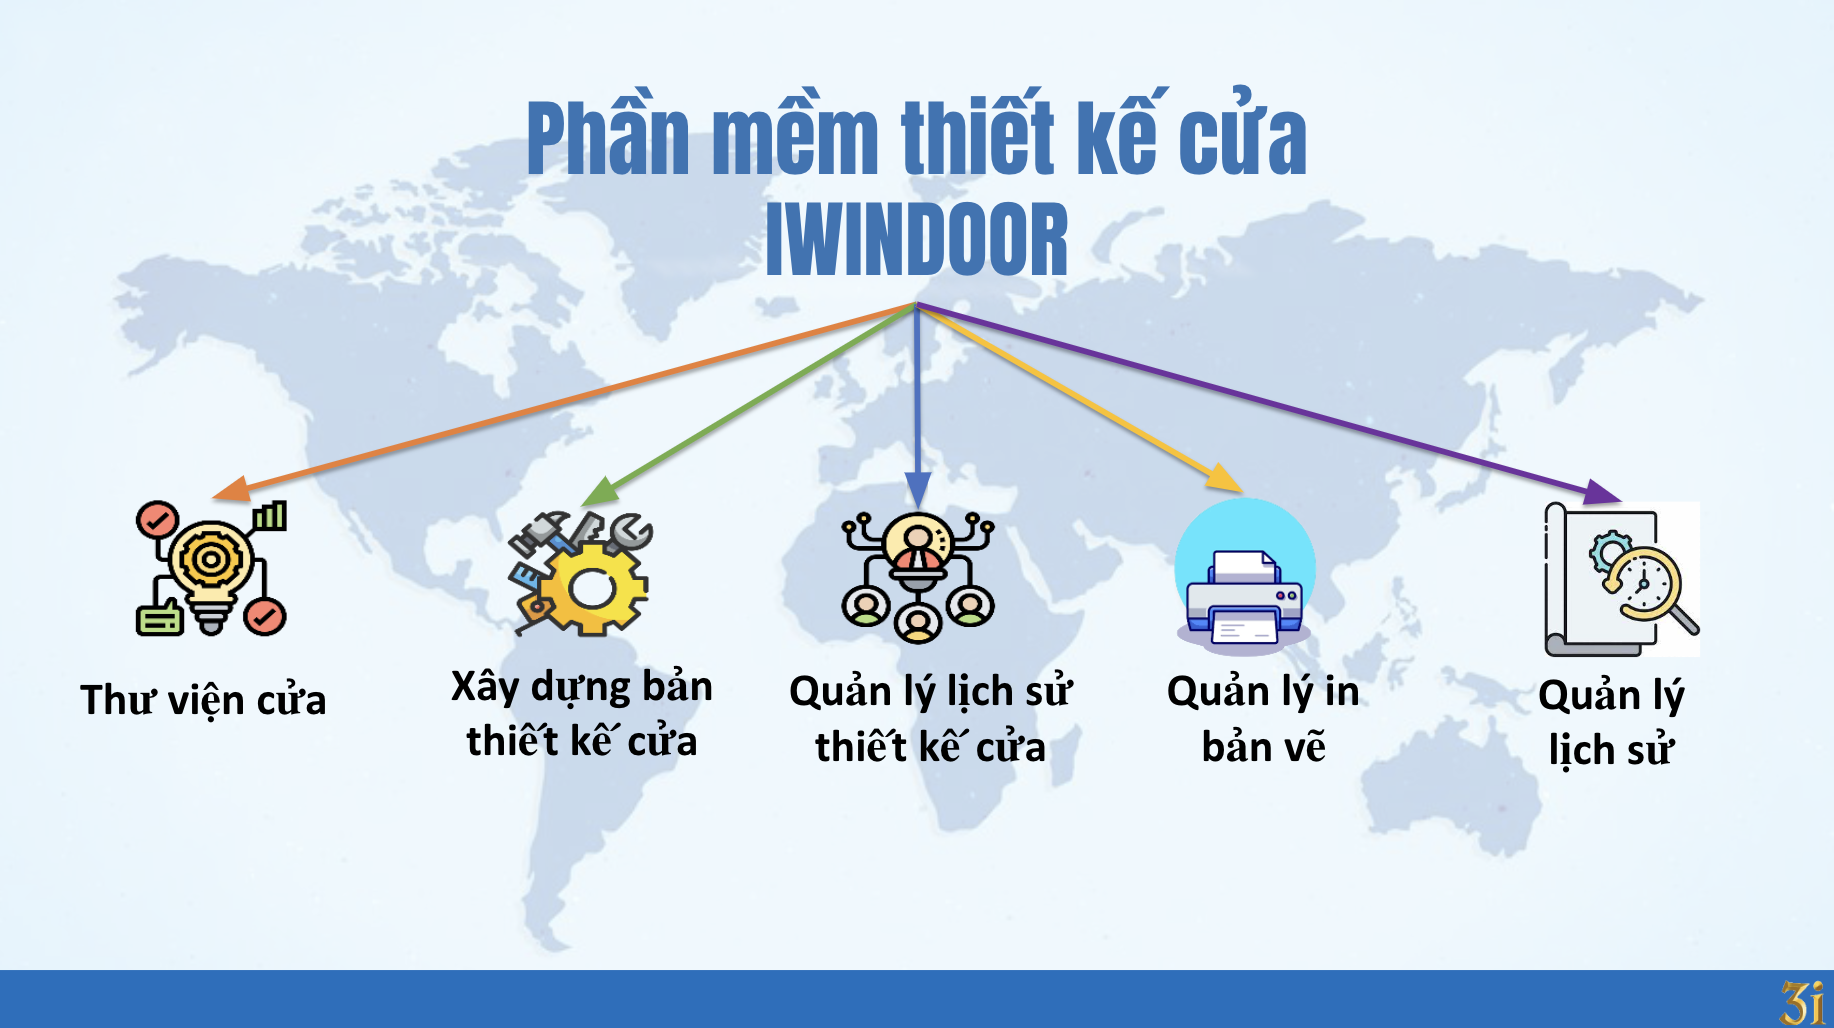 Phần mềm thiết kế cửa
IWINDOOR
Thư viện cửa
Xây dựng bản
thiết kế cửa
Quản lý lịch sử
thiết kế cửa
Quản lý in
bản vẽ
Quản lý
lịch sử
3i